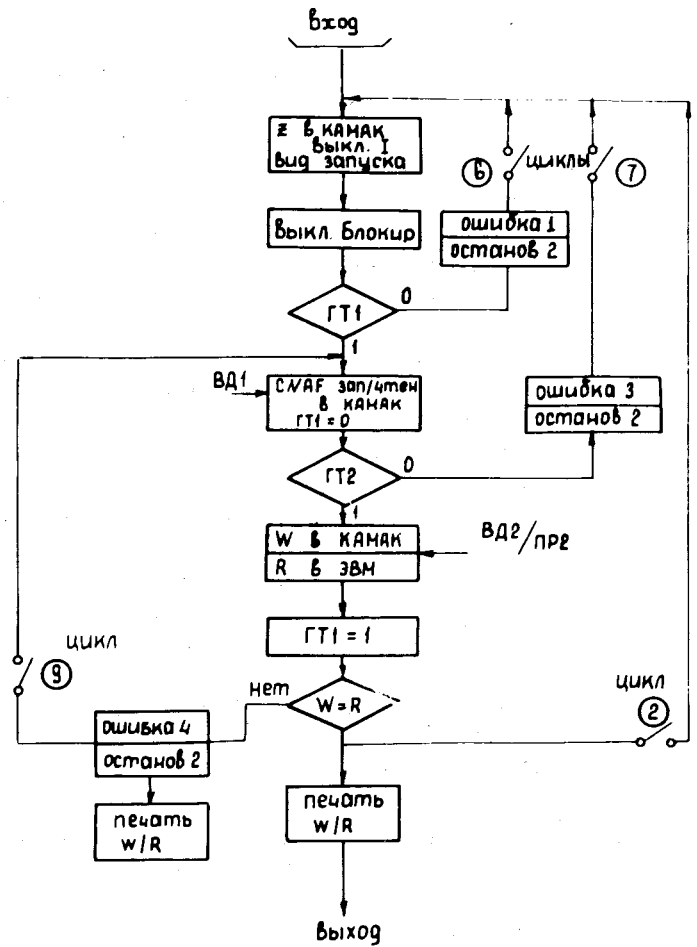 вход
Z в КАМАК
выкл. I
вид запуска
6
циклы
7
выкл. Блокир
ошибка 1
останов 2
ГТ1
0
1
ВД1
CNAF зап/чтен
в КАМАК
ГТ1 = 0
ошибка 3
останов 2
ГТ2
0
1
W в КАМАК
R в ЭВМ
ВД2/ПР2
ГТ1 = 1
цикл
9
нет
W = R
цикл
2
ошибка 4
останов 2
печать
W/R
печать
W/R
выход